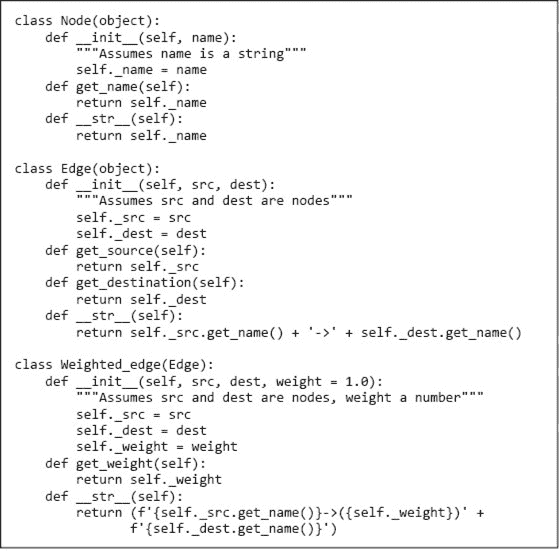 class Node(object):
    def __init__(self, name):
        """Assumes name is a string"""
        self._name = name
    def get_name(self):
        return self._name
    def __str__(self):
        return self._name

class Edge(object):
    def __init__(self, src, dest):
        """Assumes src and dest are nodes"""
        self._src = src
        self._dest = dest
    def get_source(self):
        return self._src
    def get_destination(self):
        return self._dest
    def __str__(self):
        return self._src.get_name() + '->' + self._dest.get_name()

class Weighted_edge(Edge):
    def __init__(self, src, dest, weight = 1.0):
        """Assumes src and dest are nodes, weight a number"""
        self._src = src
        self._dest = dest
        self._weight = weight
    def get_weight(self):
        return self._weight
    def __str__(self):
        return (f'{self._src.get_name()}->({self._weight})' +
               f'{self._dest.get_name()}')